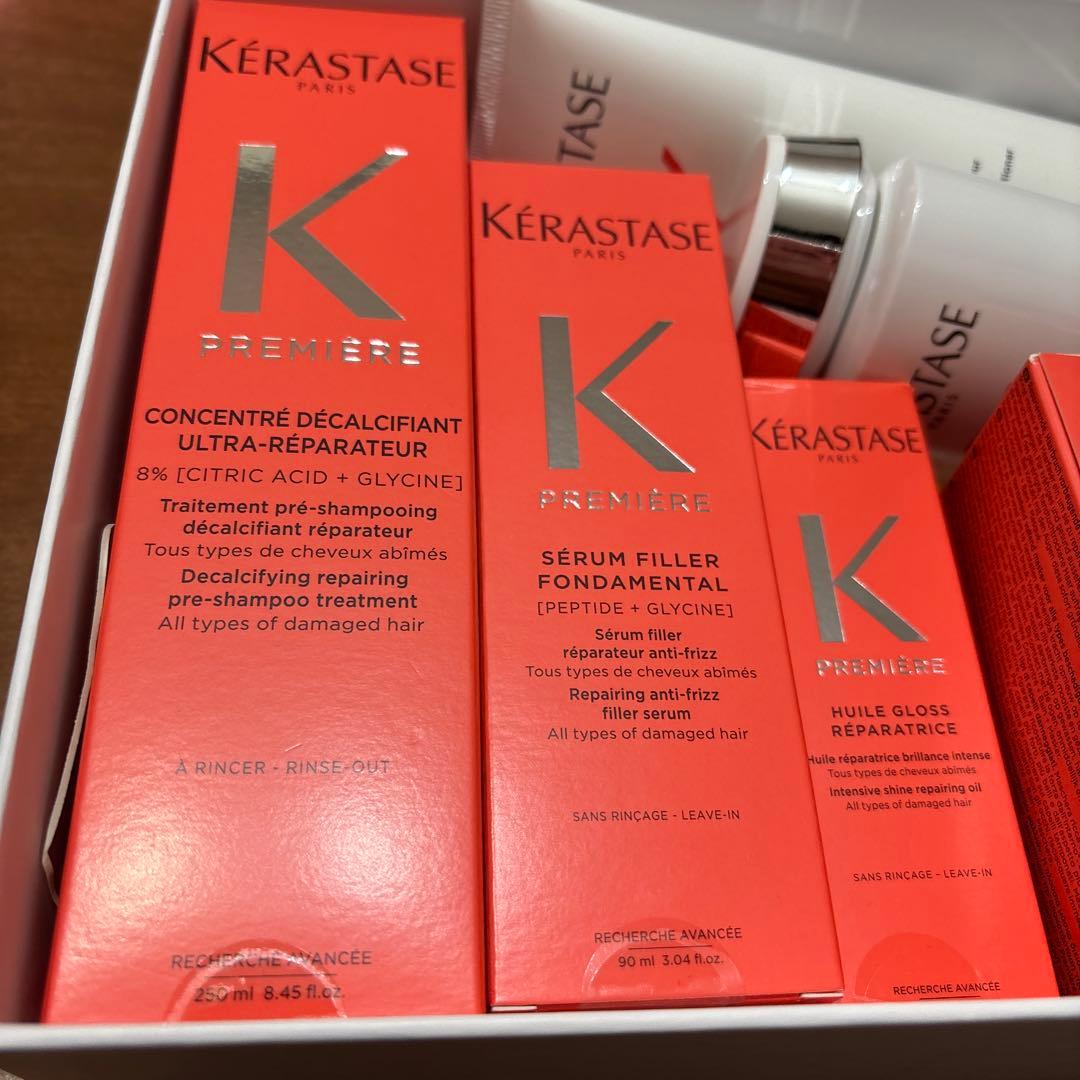 KÉRASTASE
PARIS
K
PREMIÈRE
CONCENTRÉ DÉCALCIFIANT
ULTRA-RÉPARATEUR
8% [CITRIC ACID + GLYCINE]
Traitement pré-shampooing
décalcifiant réparateur
Tous types de cheveux abîmés
Decalcifying repairing
pre-shampoo treatment
All types of damaged hair
À RINCER - RINSE-OUT
RECHERCHE AVANCÉE
250 ml 8.45 fl.oz.
KÉRASTASE
PARIS
K
PREMIÈRE
SÉRUM FILLER
FONDAMENTAL
[PEPTIDE + GLYCINE]
Sérum filler
réparateur anti-frizz
Tous types de cheveux abîmés
Repairing anti-frizz
filler serum
All types of damaged hair
SANS RINÇAGE - LEAVE-IN
RECHERCHE AVANCÉE
90 ml 3.04 fl.oz.
KÉRASTASE
PARIS
K
PREMIÈRE
HUILE GLOSS
RÉPARATRICE
Huile réparatrice brillance intense
Tous types de cheveux abîmés
Intensive shine repairing oil
All types of damaged hair
SANS RINÇAGE - LEAVE-IN
RECHERCHE AVANCÉE
TASE
STASE
PARIS